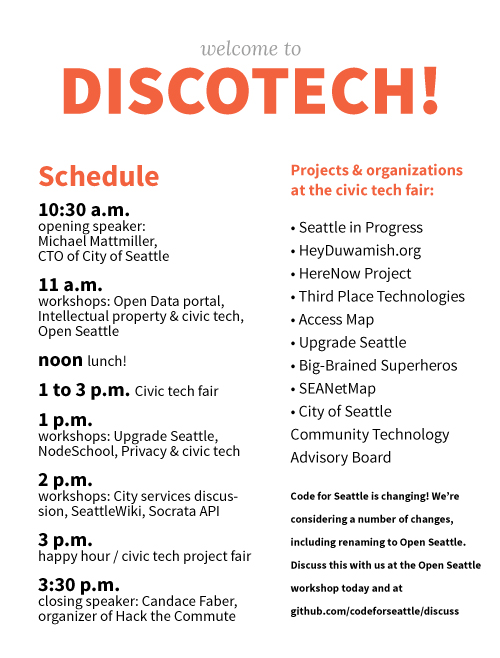 welcome to
DISCOTECH!
Schedule
10:30 a.m.
opening speaker:
Michael Mattmiller,
CTO of City of Seattle
11 a.m.
workshops: Open Data portal,
Intellectual property & civic tech,
Open Seattle
noon lunch!
1 to 3 p.m. Civic tech fair
1 p.m.
workshops: Upgrade Seattle,
NodeSchool, Privacy & civic tech
2 p.m.
workshops: City services discus-
sion, SeattleWiki, Socrata API
3 p.m.
happy hour / civic tech project fair
3:30 p.m.
closing speaker: Candace Faber,
organizer of Hack the Commute
Projects & organizations
at the civic tech fair:
• Seattle in Progress
• HeyDuwamish.org
• HereNow Project
• Third Place Technologies
• Access Map
• Upgrade Seattle
• Big-Brained Superheros
• SEANetMap
• City of Seattle
Community Technology
Advisory Board
Code for Seattle is changing! We're
considering a number of changes,
including renaming to Open Seattle.
Discuss this with us at the Open Seattle
workshop today and at
github.com/codeforseattle/discuss